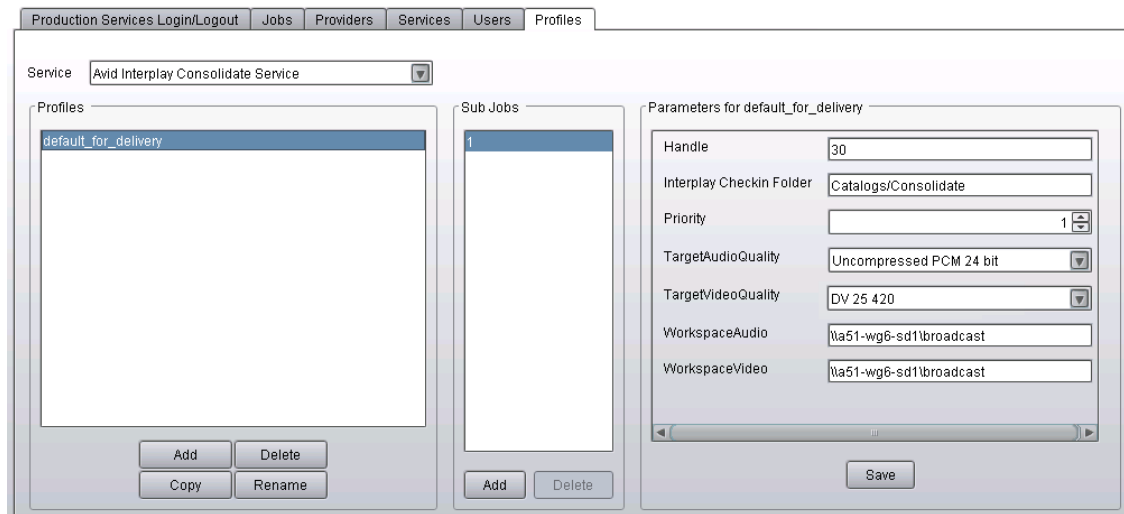 Production Services Login/Logout Jobs Providers Services Users Profiles
Service Avid Interplay Consolidate Service
Profiles
default_for_delivery
Add Delete
Copy Rename
Sub Jobs
1
Add Delete
Parameters for default_for_delivery
Handle 30
Interplay Checkin Folder Catalogs/Consolidate
Priority 1
TargetAudioQuality Uncompressed PCM 24 bit
TargetVideoQuality DV 25 420
WorkspaceAudio \\a51-wg6-sd1\broadcast
WorkspaceVideo \\a51-wg6-sd1\broadcast
Save